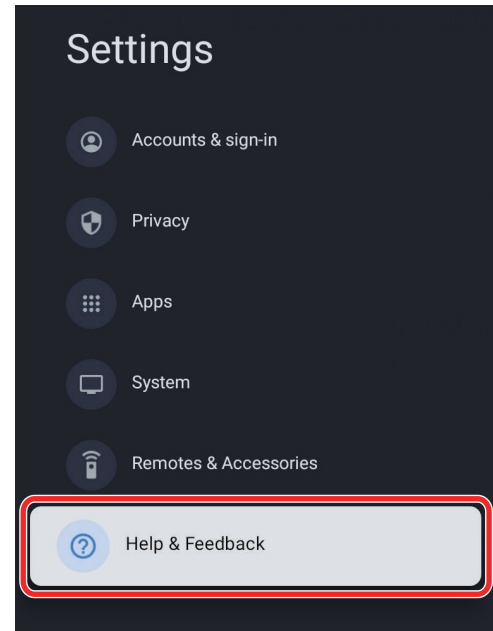 Settings
Accounts & sign-in
Privacy
Apps
System
Remotes & Accessories
Help & Feedback